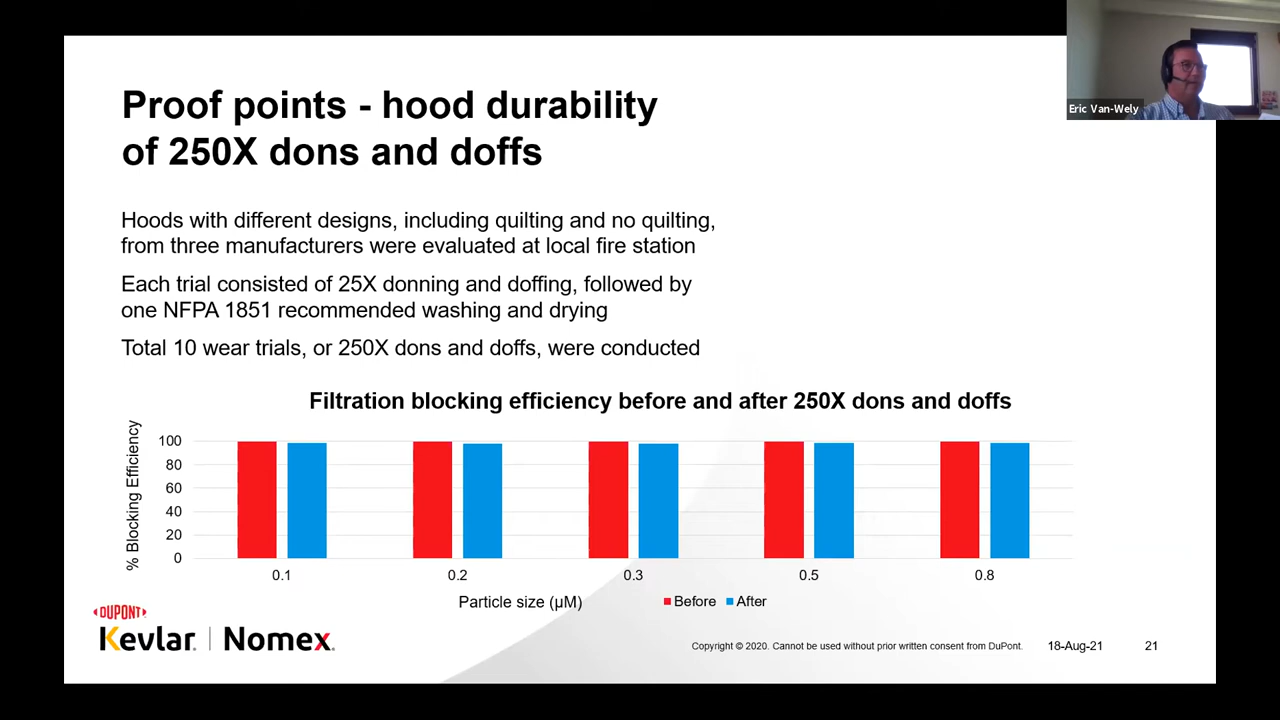 Proof points - hood durability
of 250X dons and doffs
Eric Van-Wely
Hoods with different designs, including quilting and no quilting,
from three manufacturers were evaluated at local fire station
Each trial consisted of 25X donning and doffing, followed by
one NFPA 1851 recommended washing and drying
Total 10 wear trials, or 250X dons and doffs, were conducted
Filtration blocking efficiency before and after 250X dons and doffs
% Blocking Efficiency
100
80
60
40
20
0
0.1 0.2 0.3 0.5 0.8
Particle size (µM)
Before After
DUPONT
Kevlar. | Nomex.
Copyright © 2020. Cannot be used without prior written consent from DuPont. 18-Aug-21 21